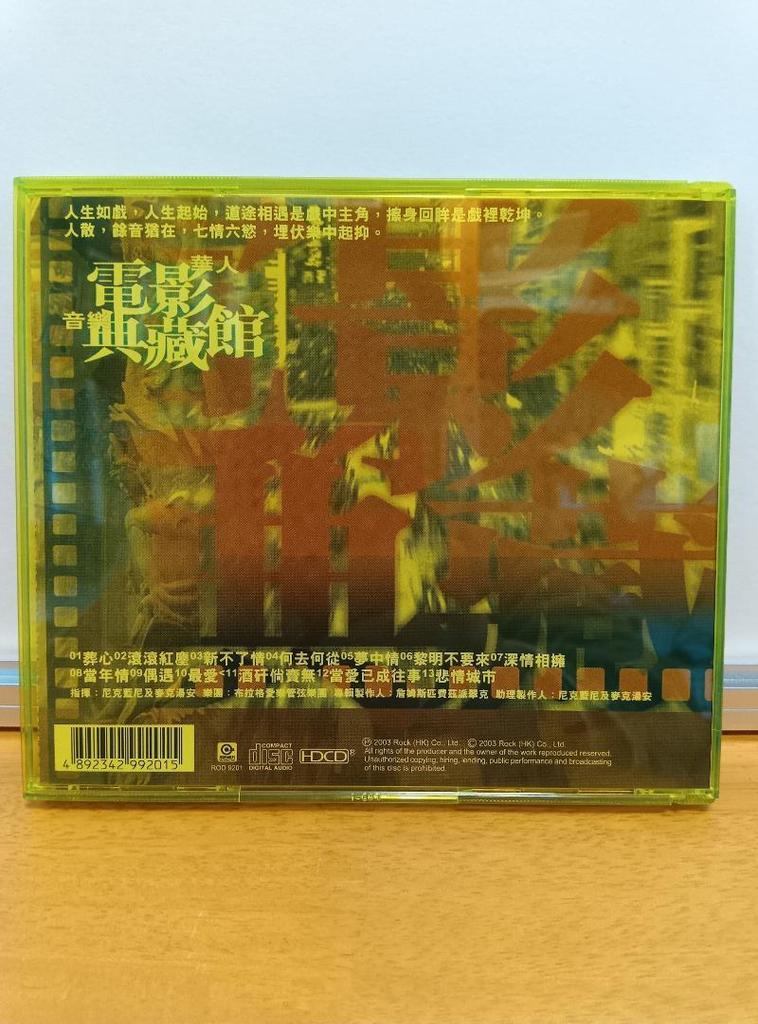 人生如戲，人生起始，道途相遇是戲中主角，擦身回眸是戲裡乾坤。
人散，餘音猶在，七情六慾，埋伏樂中起抑。
華人
電影
音樂
典藏館
01葬心02滾滾紅塵03新不了情04何去何從05夢中情06黎明不要來07深情相擁
08當年情09偶遇10最愛<11酒矸倘賣無12當愛已成往事13悲情城市
指揮：尼克藍尼及麥克湯安 樂團：布拉格愛樂管弦樂團 專輯製作人：詹姆斯匹費茲派翠克 助理製作人：尼克藍尼及麥克湯安
4 892342 992015
ROD 9201
COMPACT
disc
DIGITAL AUDIO
HDCD®
℗ 2003 Rock (HK) Co., Ltd. © 2003 Rock (HK) Co., Ltd.
All rights of the producer and the owner of the work reproduced reserved.
Unauthorized copying, hiring, lending, public performance and broadcasting
of this disc is prohibited.